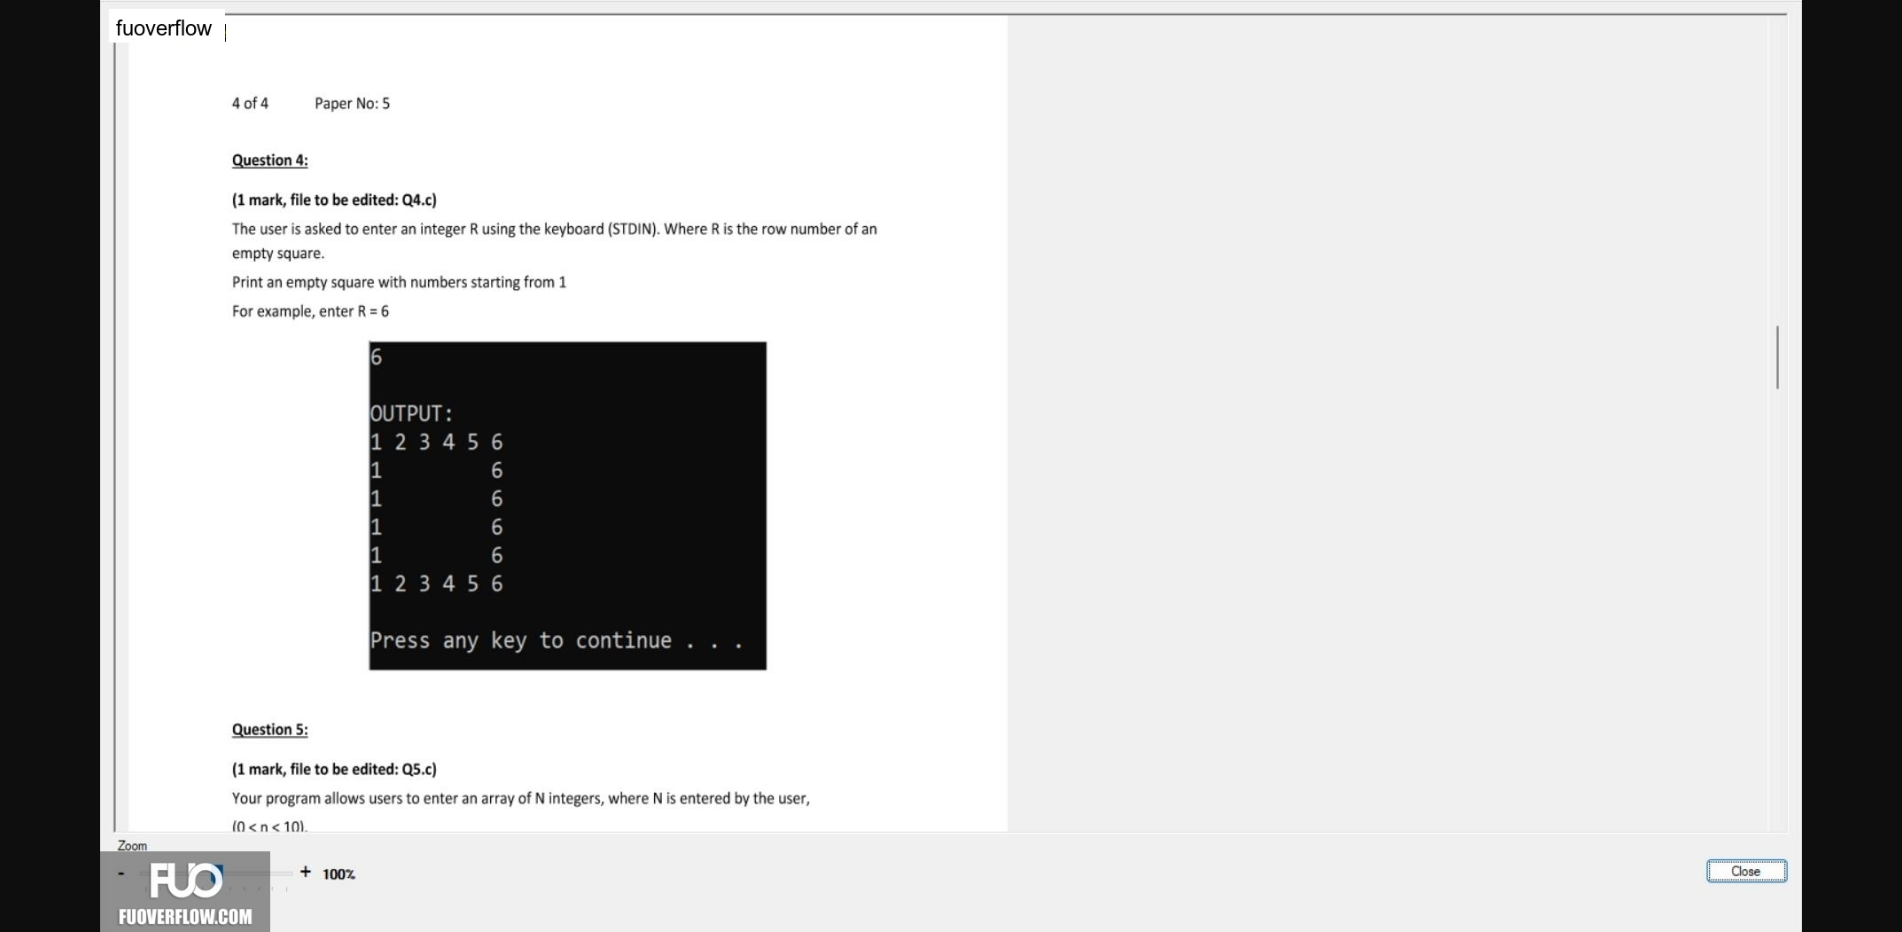 fuoverflow
4 of 4 Paper No: 5
Question 4:
(1 mark, file to be edited: Q4.c)
The user is asked to enter an integer R using the keyboard (STDIN). Where R is the row number of an
empty square.
Print an empty square with numbers starting from 1
For example, enter R = 6
6
OUTPUT:
1 2 3 4 5 6
1         6
1         6
1         6
1         6
1 2 3 4 5 6
Press any key to continue . . .
Question 5:
(1 mark, file to be edited: Q5.c)
Your program allows users to enter an array of N integers, where N is entered by the user,
(0 < n < 10).
Zoom
- + 100%
Close
FUO
FUOVERFLOW.COM